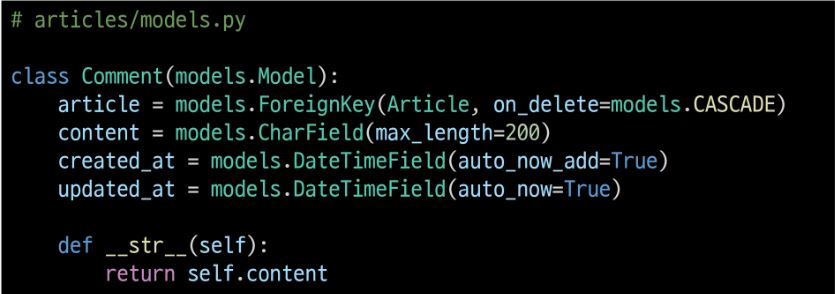 # articles/models.py

class Comment(models.Model):
    article = models.ForeignKey(Article, on_delete=models.CASCADE)
    content = models.CharField(max_length=200)
    created_at = models.DateTimeField(auto_now_add=True)
    updated_at = models.DateTimeField(auto_now=True)

    def __str__(self):
        return self.content